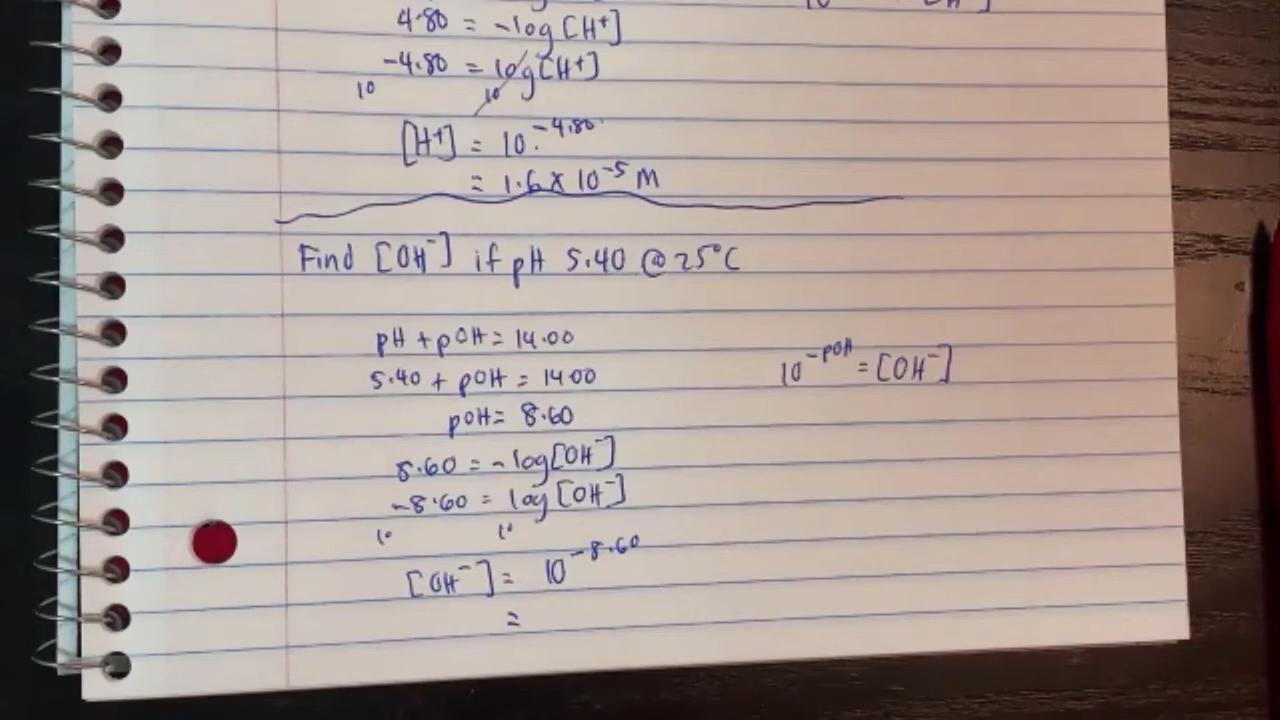 4.80 = -log[H+]
-4.80 = log[H+]
10 10
[H+] = 10.^-4.80
= 1.6 x 10^-5 M
Find [OH^-] if pH 5.40 @ 25°C
pH + pOH = 14.00
5.40 + pOH = 14.00
10^-pOH = [OH^-]
pOH = 8.60
8.60 = -log[OH^-]
-8.60 = log[OH^-]
10 10
[OH^-] = 10^-8.60
=